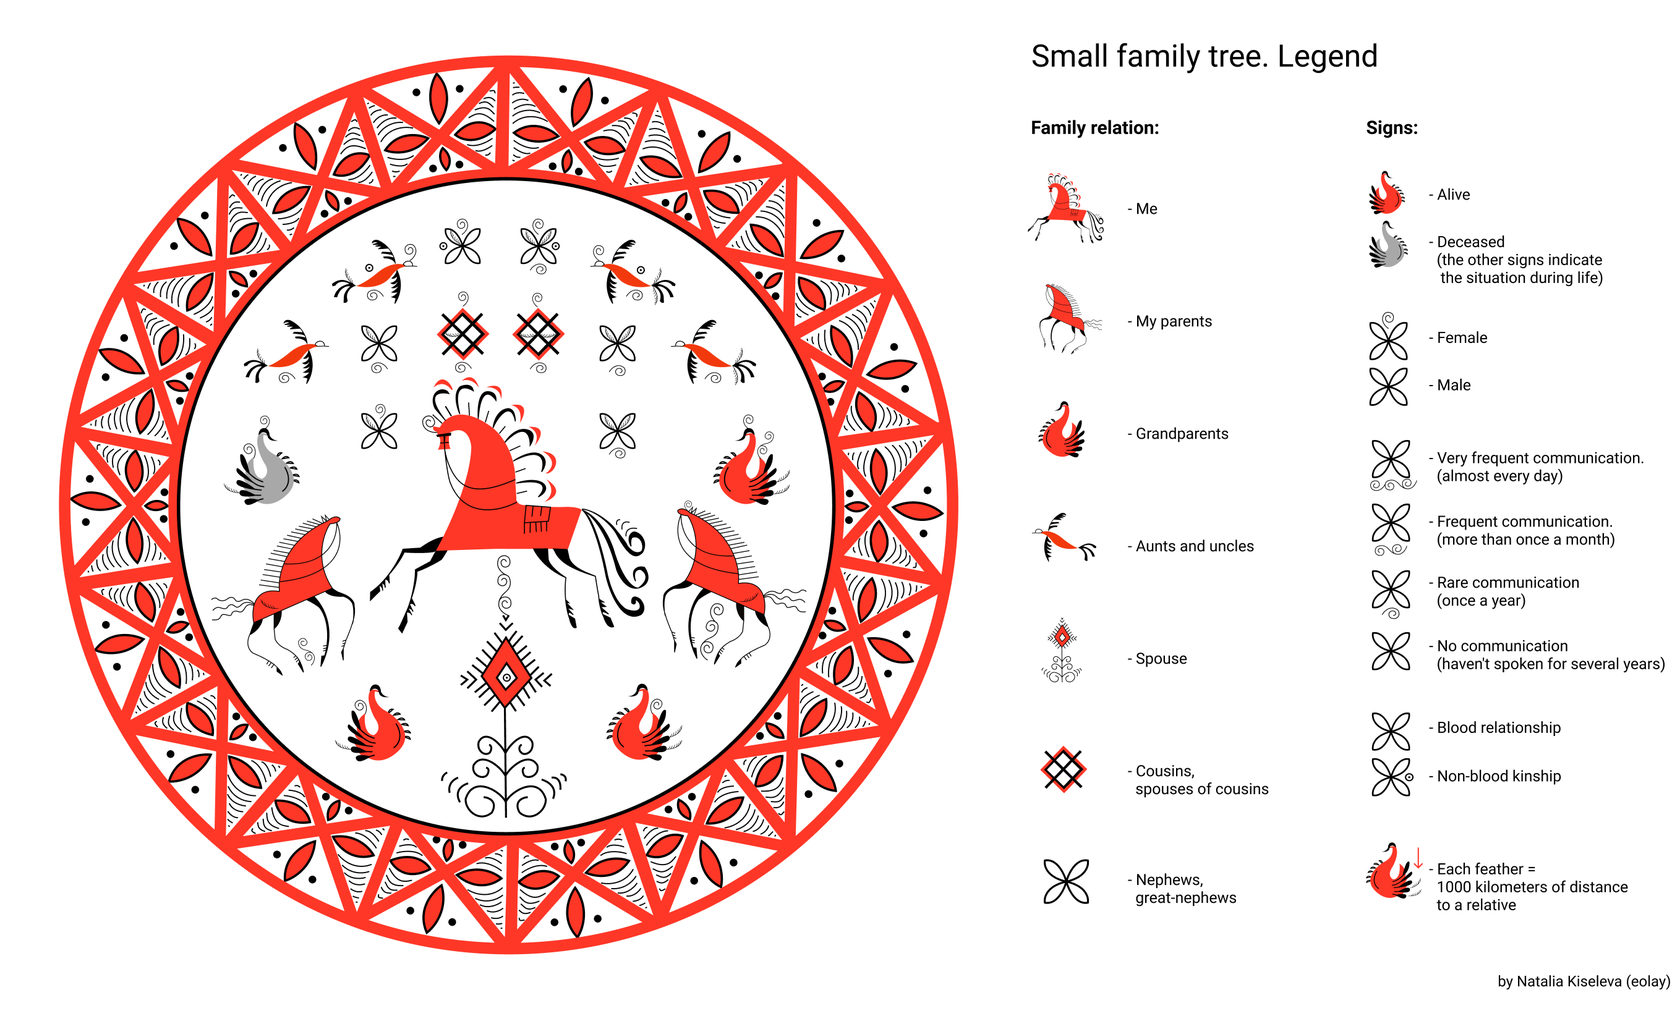 Small family tree. Legend
Family relation:
- Me
- My parents
- Grandparents
- Aunts and uncles
- Spouse
- Cousins,
spouses of cousins
- Nephews,
great-nephews
Signs:
- Alive
- Deceased
(the other signs indicate
the situation during life)
- Female
- Male
- Very frequent communication.
(almost every day)
- Frequent communication.
(more than once a month)
- Rare communication
(once a year)
- No communication
(haven't spoken for several years)
- Blood relationship
- Non-blood kinship
- Each feather =
1000 kilometers of distance
to a relative
by Natalia Kiseleva (eolay)